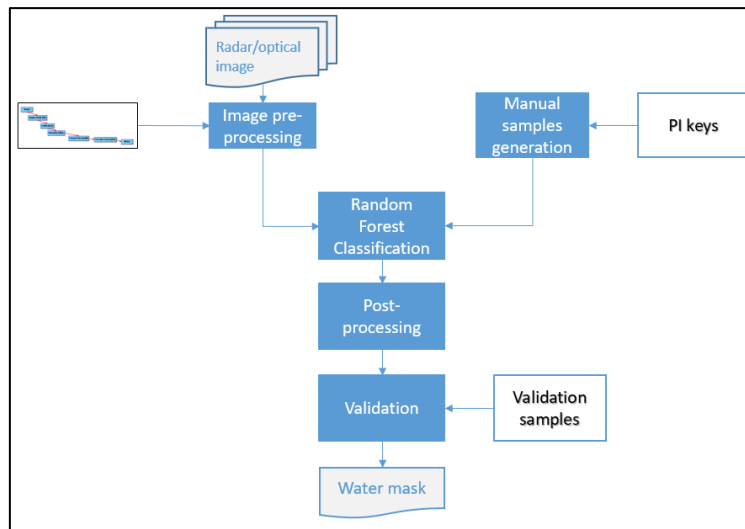 Radar/optical
image
Image pre-
processing
Manual
samples
generation
PI keys
Random
Forest
Classification
Post-
processing
Validation
Validation
samples
Water mask